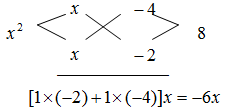 x −4
x² 8
x −2
[1×(−2)+1×(−4)]x = −6x